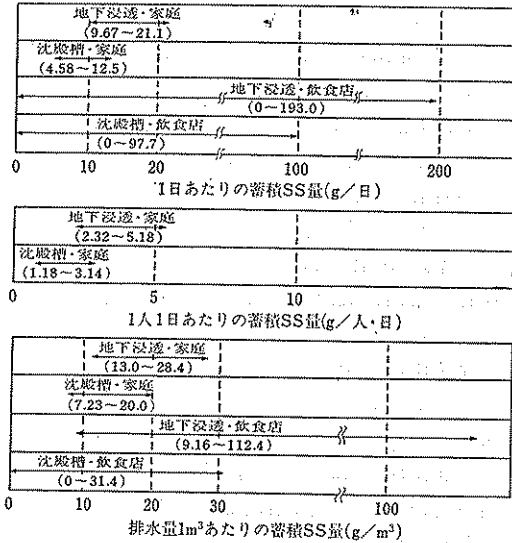 地下浸透・家庭
(9.67～21.1)
沈殿槽・家庭
(4.58～12.5)
地下浸透・飲食店
(0～193.0)
沈殿槽・飲食店
(0～97.7)
0 10 20 100 200
1日あたりの蓄積SS量(g／日)
地下浸透・家庭
(2.32～5.18)
沈殿槽・家庭
(1.18～3.14)
0 5 10
1人1日あたりの蓄積SS量(g／人・日)
地下浸透・家庭
(13.0～28.4)
沈殿槽・家庭
(7.23～20.0)
地下浸透・飲食店
(9.16～112.4)
沈殿槽・飲食店
(0～31.4)
0 10 20 30 100
排水量1m³あたりの蓄積SS量(g／m³)